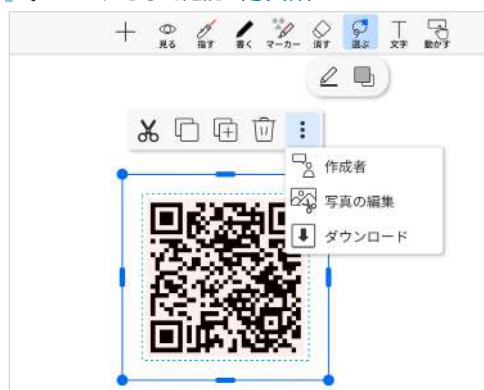 見る 指す 書く マーカー 消す 選ぶ 文字 動かす
作成者
写真の編集
ダウンロード